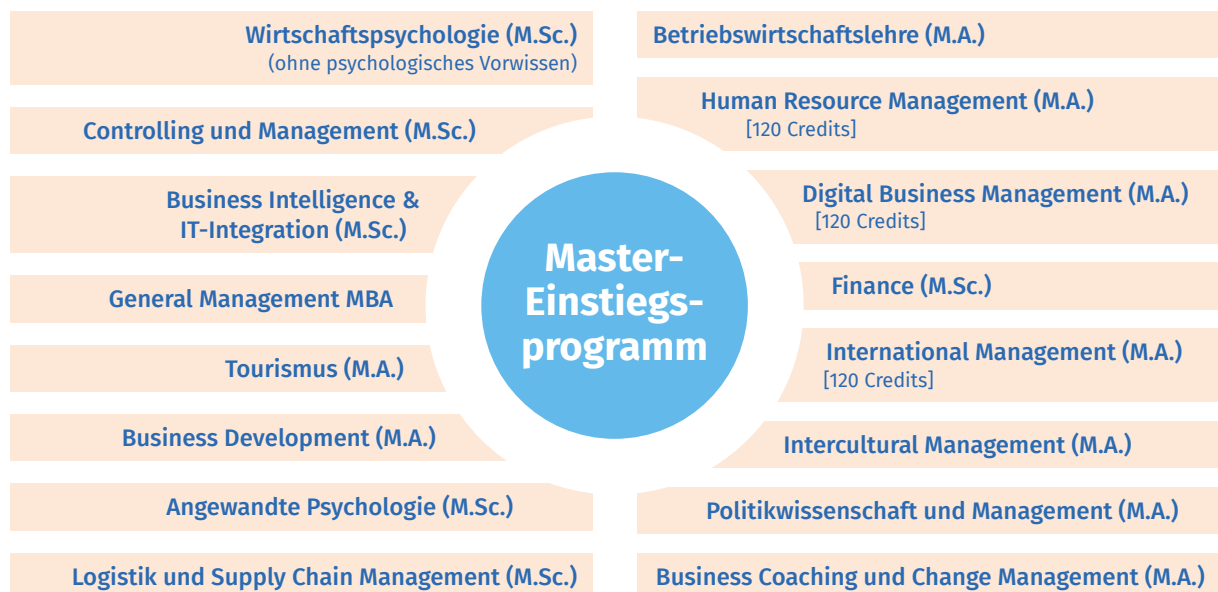 Wirtschaftspsychologie (M.Sc.)
(ohne psychologisches Vorwissen)
Controlling und Management (M.Sc.)
Business Intelligence &
IT-Integration (M.Sc.)
General Management MBA
Tourismus (M.A.)
Business Development (M.A.)
Angewandte Psychologie (M.Sc.)
Logistik und Supply Chain Management (M.Sc.)
Master-
Einstiegs-
programm
Betriebswirtschaftslehre (M.A.)
Human Resource Management (M.A.)
[120 Credits]
Digital Business Management (M.A.)
[120 Credits]
Finance (M.Sc.)
International Management (M.A.)
[120 Credits]
Intercultural Management (M.A.)
Politikwissenschaft und Management (M.A.)
Business Coaching und Change Management (M.A.)